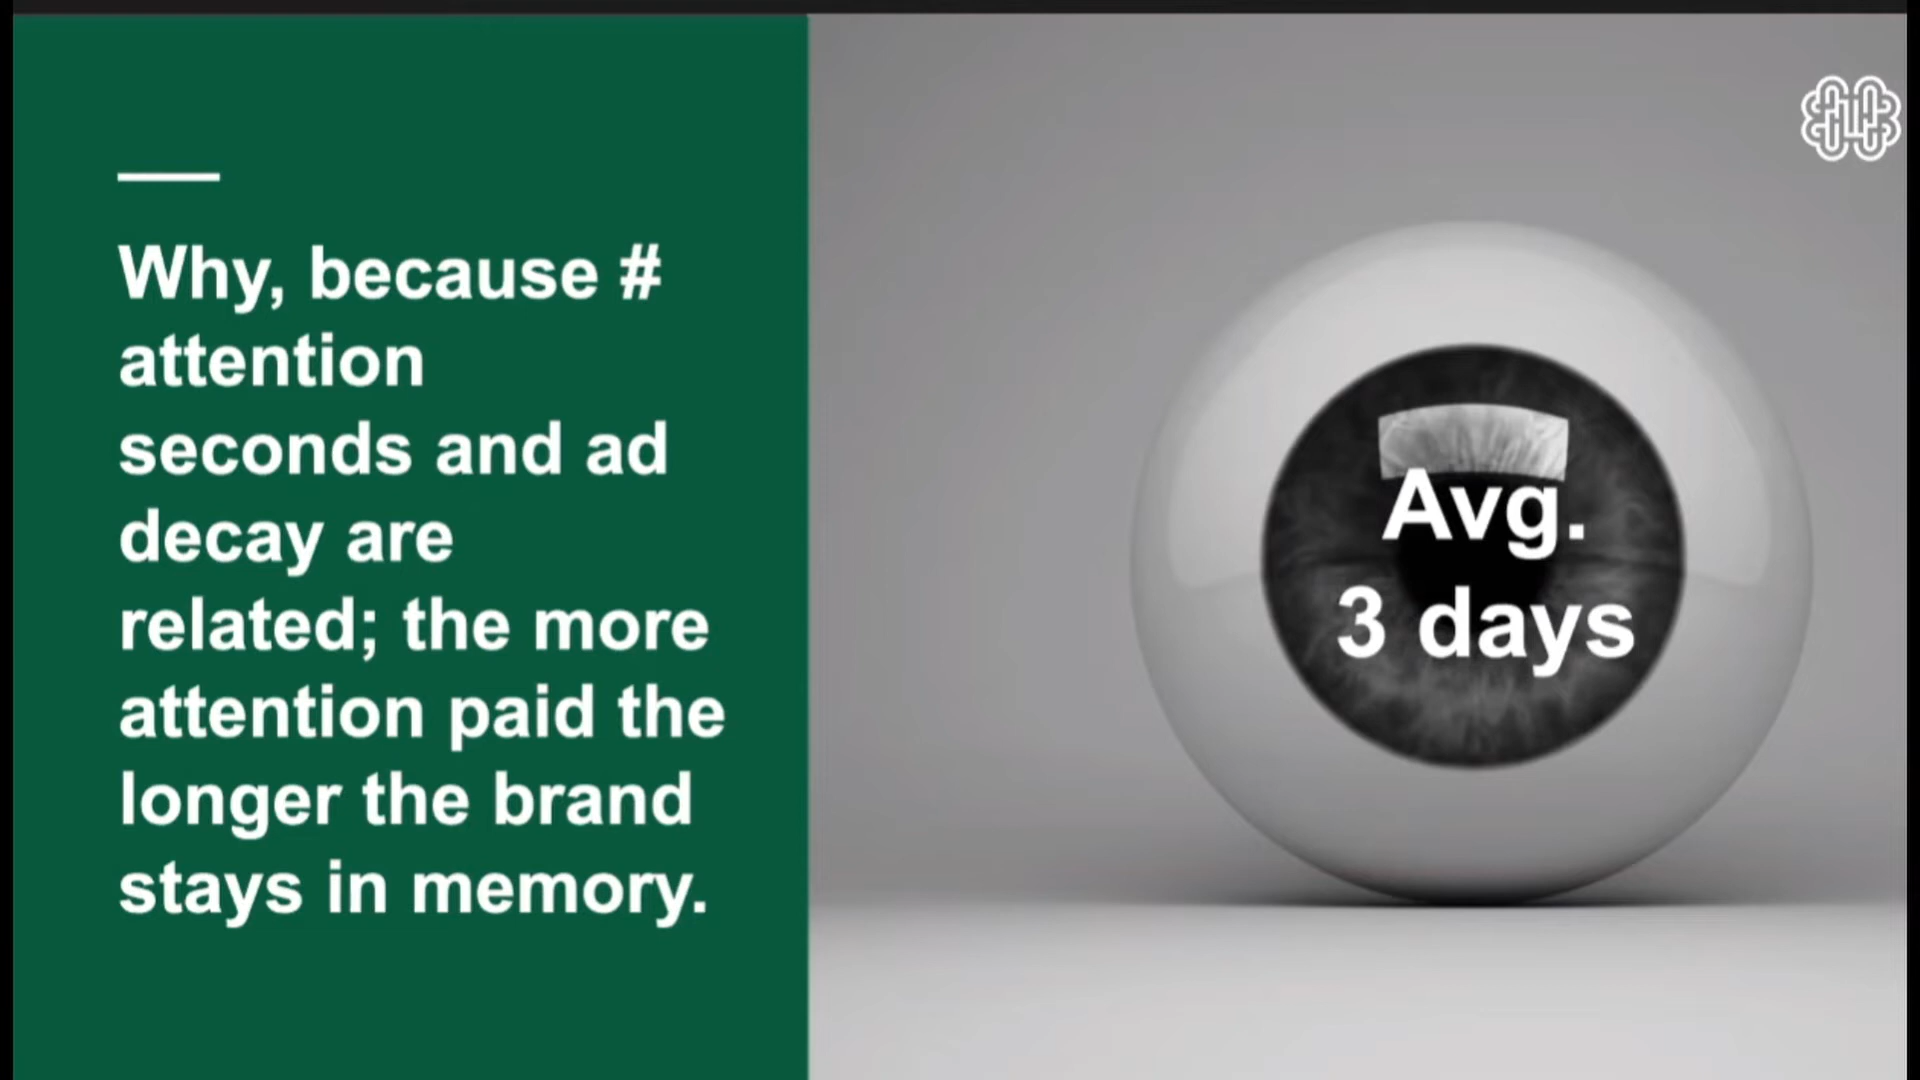 Why, because #
attention
seconds and ad
decay are
related; the more
attention paid the
longer the brand
stays in memory.
Avg.
3 days